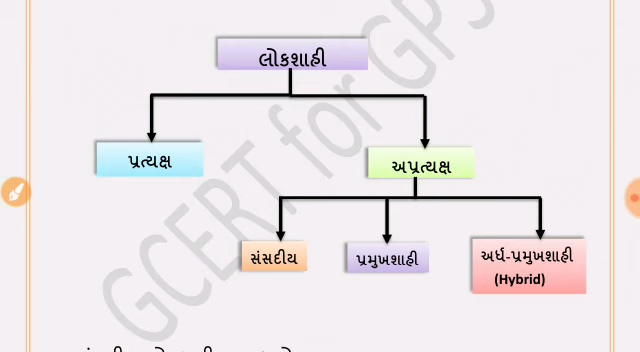 લોકશાહી
પ્રત્યક્ષ
અપ્રત્યક્ષ
સંસદીય
પ્રમુખશાહી
અર્ધ-પ્રમુખશાહી
(Hybrid)
GCERT for GPS